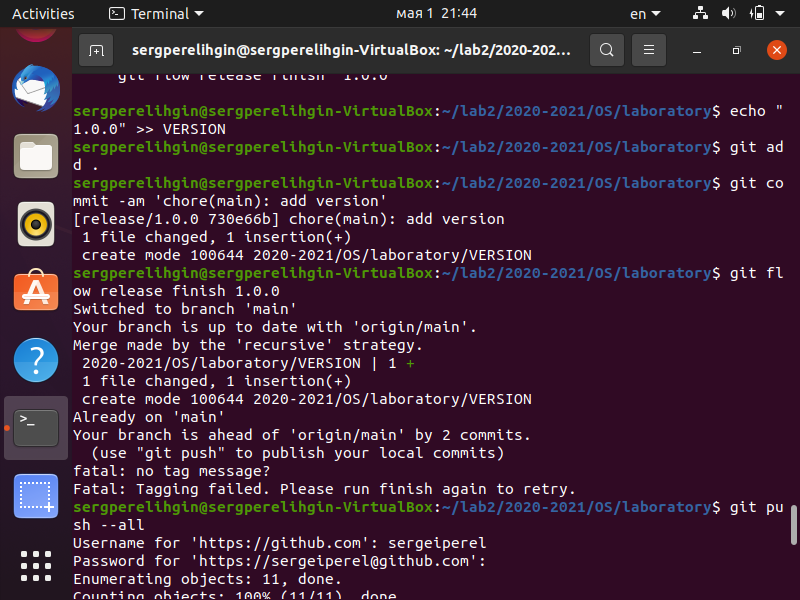 Activities Terminal мая 1 21:44 en
sergperelihgin@sergperelihgin-VirtualBox: ~/lab2/2020-202...
git flow release finish '1.0.0'
sergperelihgin@sergperelihgin-VirtualBox:~/lab2/2020-2021/OS/laboratory$ echo "
1.0.0" >> VERSION
sergperelihgin@sergperelihgin-VirtualBox:~/lab2/2020-2021/OS/laboratory$ git ad
d .
sergperelihgin@sergperelihgin-VirtualBox:~/lab2/2020-2021/OS/laboratory$ git co
mmit -am 'chore(main): add version'
[release/1.0.0 730e66b] chore(main): add version
 1 file changed, 1 insertion(+)
 create mode 100644 2020-2021/OS/laboratory/VERSION
sergperelihgin@sergperelihgin-VirtualBox:~/lab2/2020-2021/OS/laboratory$ git fl
ow release finish 1.0.0
Switched to branch 'main'
Your branch is up to date with 'origin/main'.
Merge made by the 'recursive' strategy.
 2020-2021/OS/laboratory/VERSION | 1 +
 1 file changed, 1 insertion(+)
 create mode 100644 2020-2021/OS/laboratory/VERSION
Already on 'main'
Your branch is ahead of 'origin/main' by 2 commits.
  (use "git push" to publish your local commits)
fatal: no tag message?
Fatal: Tagging failed. Please run finish again to retry.
sergperelihgin@sergperelihgin-VirtualBox:~/lab2/2020-2021/OS/laboratory$ git pu
sh --all
Username for 'https://github.com': sergeiperel
Password for 'https://sergeiperel@github.com':
Enumerating objects: 11, done.
Counting objects: 100% (11/11), done